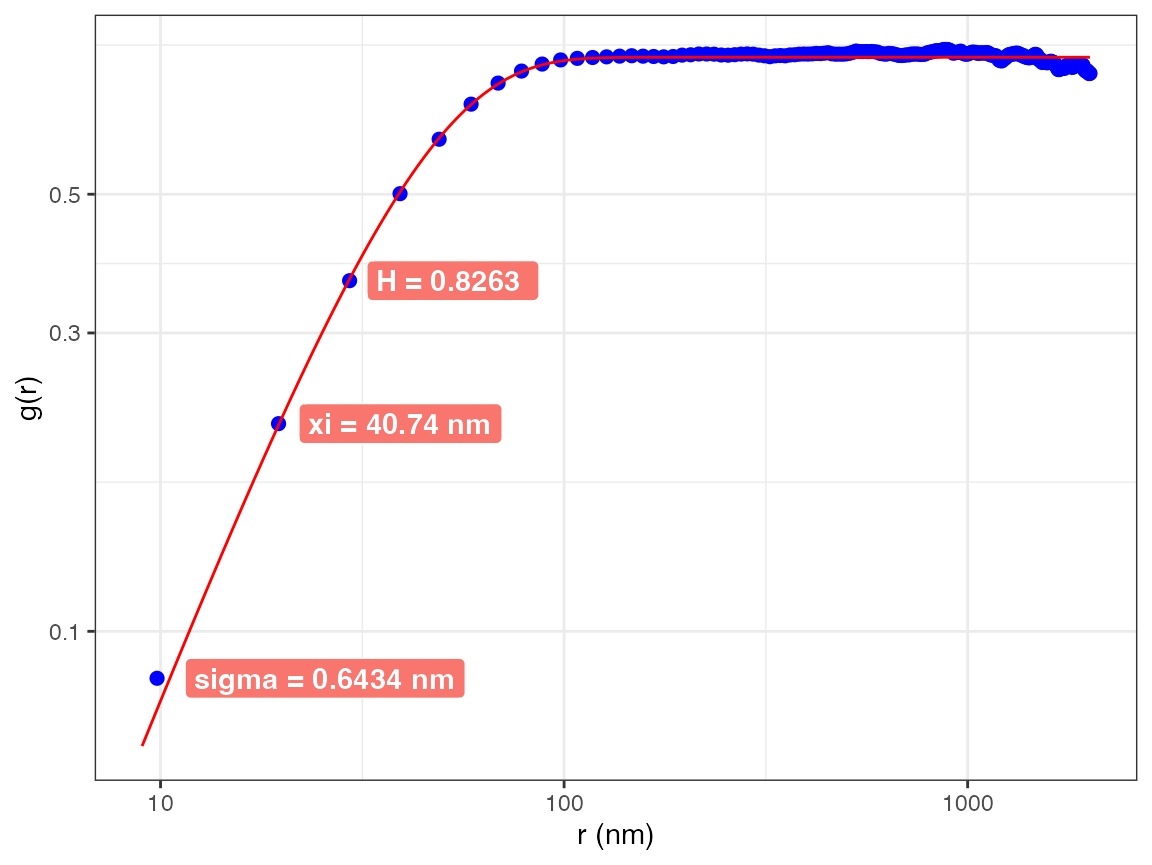 g(r)
0.5
0.3
0.1
H = 0.8263
xi = 40.74 nm
sigma = 0.6434 nm
10
100
1000
r (nm)